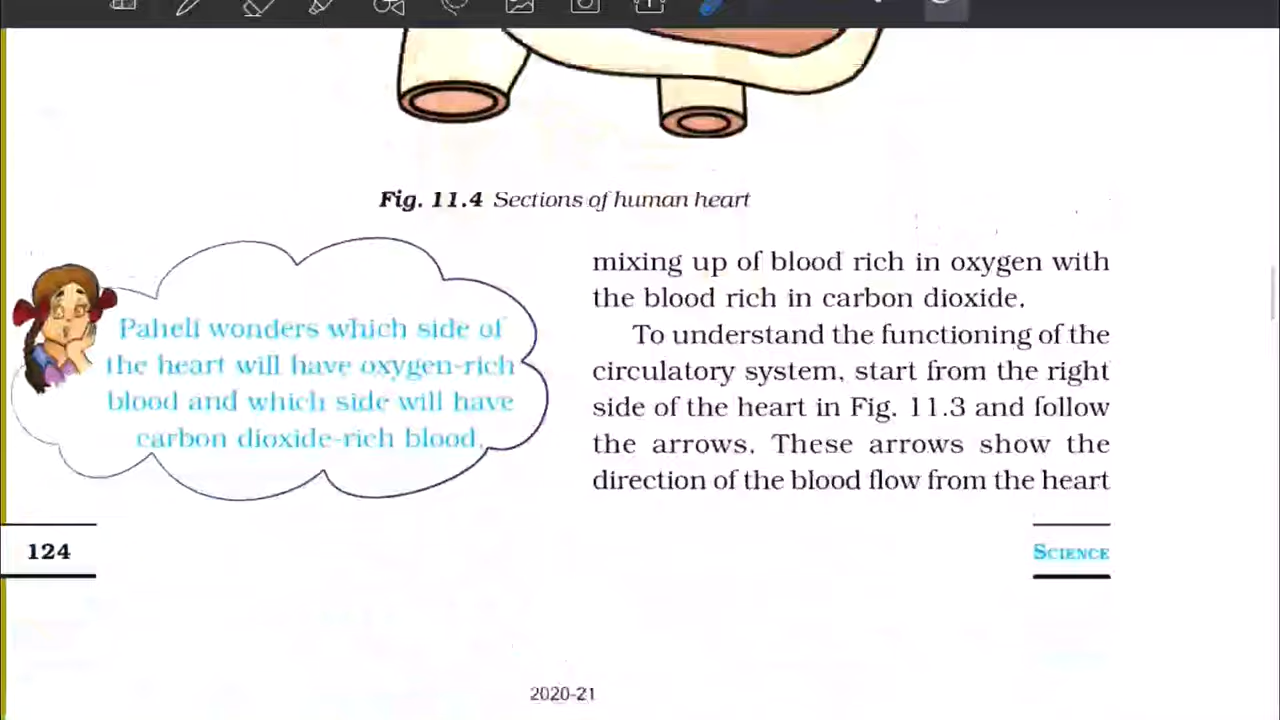 Fig. 11.4 Sections of human heart
Paheli wonders which side of
the heart will have oxygen-rich
blood and which side will have
carbon dioxide-rich blood.
mixing up of blood rich in oxygen with
the blood rich in carbon dioxide.
To understand the functioning of the
circulatory system, start from the right
side of the heart in Fig. 11.3 and follow
the arrows. These arrows show the
direction of the blood flow from the heart
124
SCIENCE
2020-21